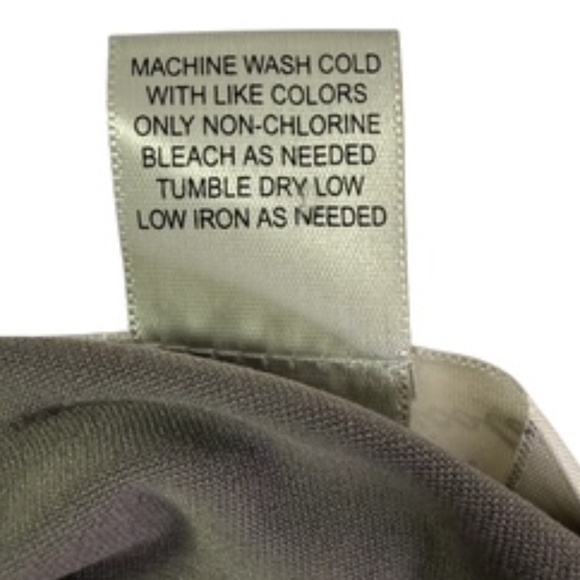 MACHINE WASH COLD
WITH LIKE COLORS
ONLY NON-CHLORINE
BLEACH AS NEEDED
TUMBLE DRY LOW
LOW IRON AS NEEDED